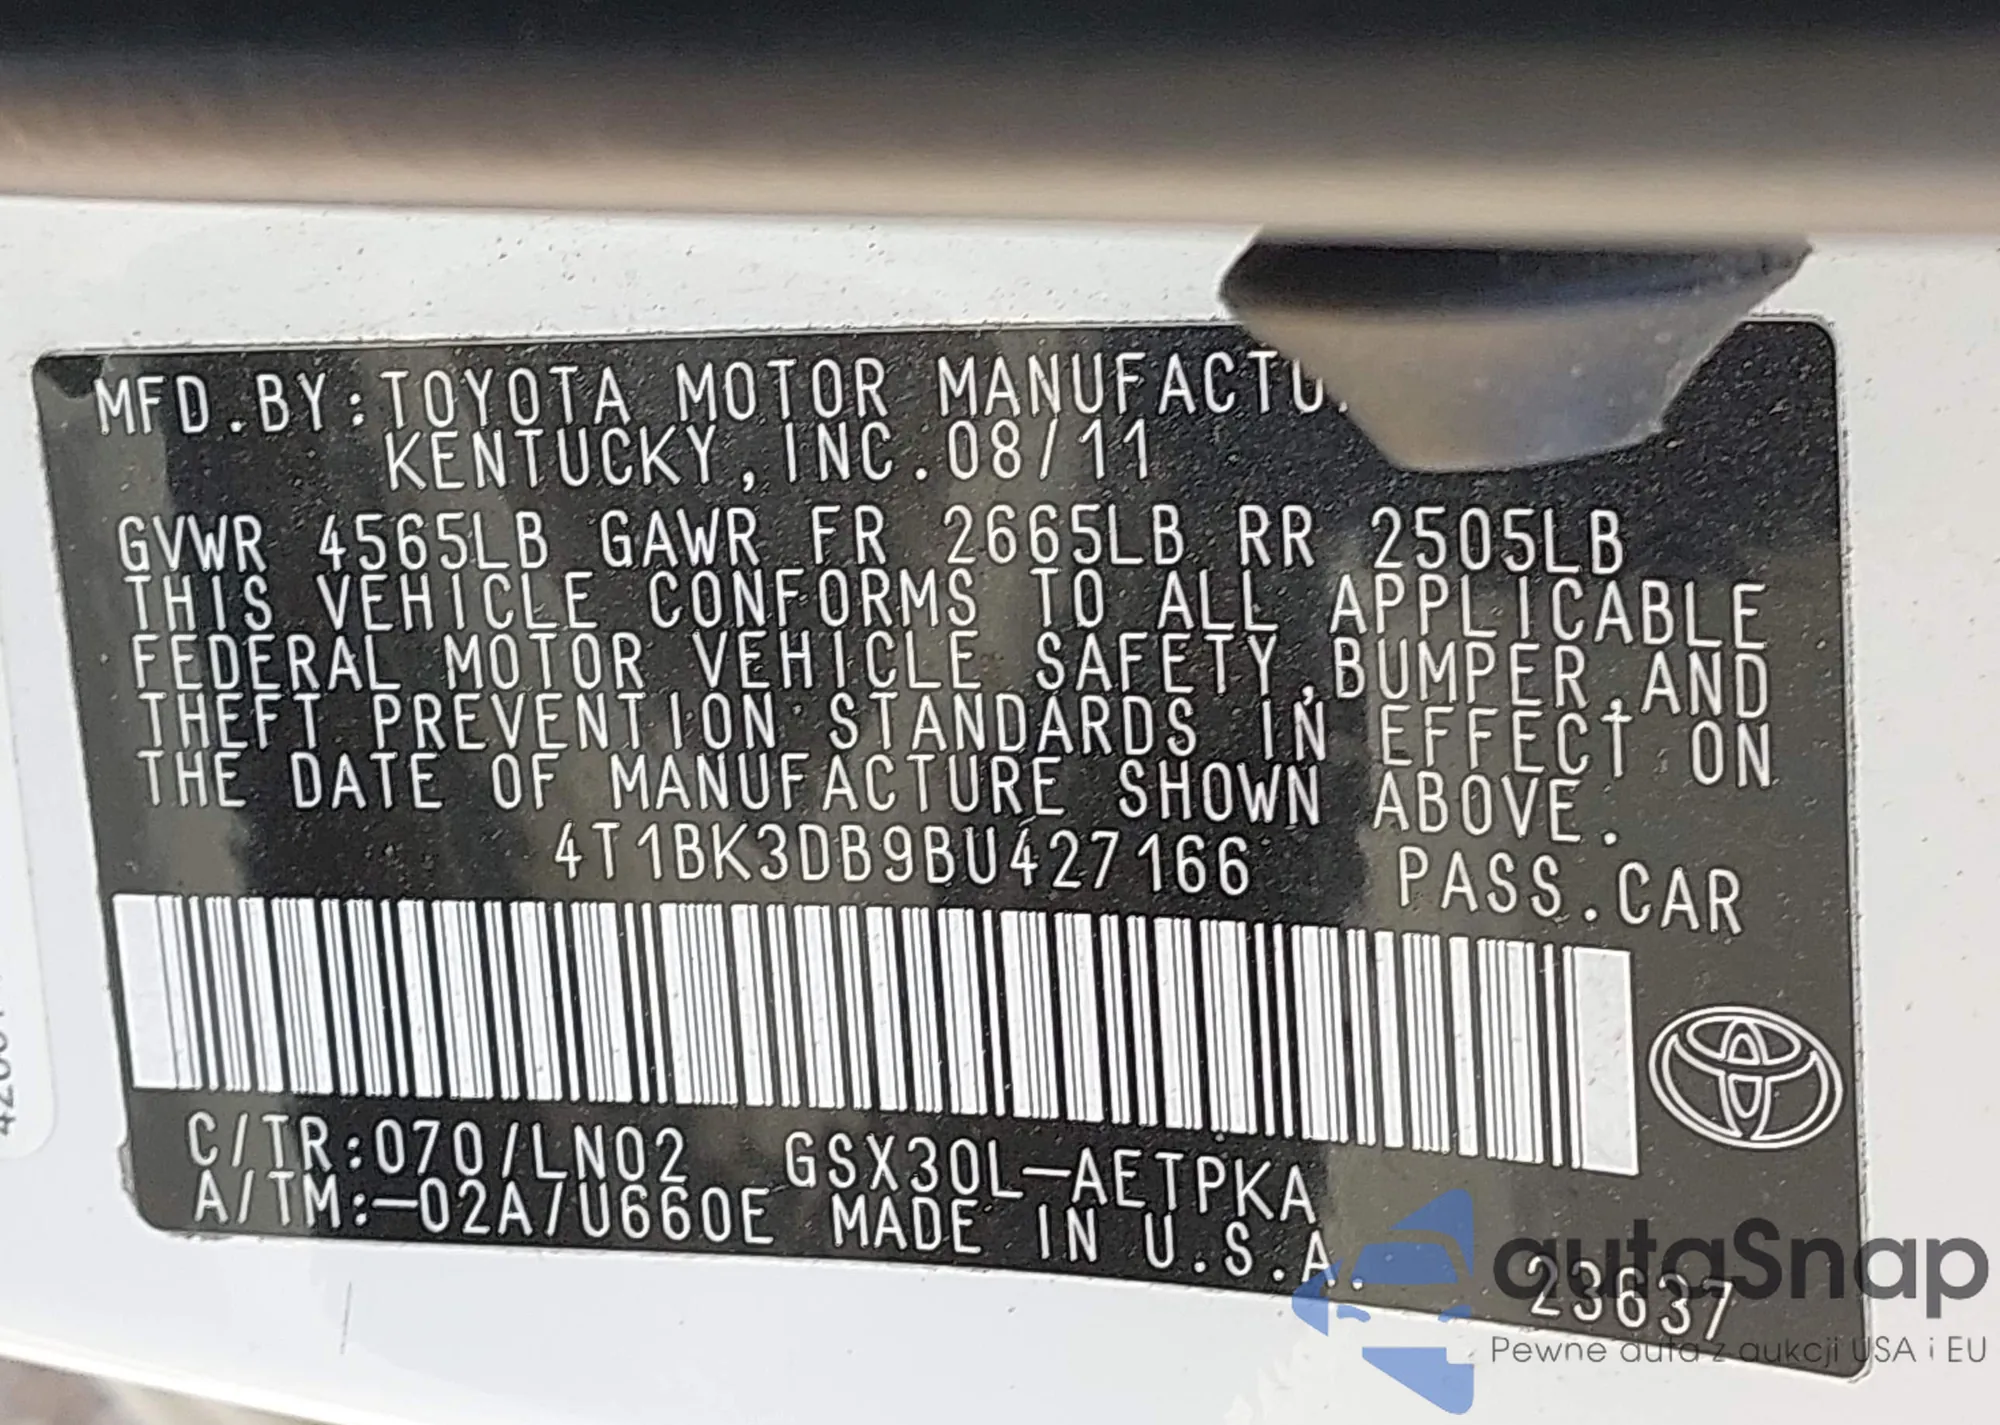 MFD.BY:TOYOTA MOTOR MANUFACTU
KENTUCKY,INC.08/11
GVWR 4565LB GAWR FR 2665LB RR 2505LB
THIS VEHICLE CONFORMS TO ALL APPLICABLE
FEDERAL MOTOR VEHICLE SAFETY,BUMPER,AND
THEFT PREVENTION STANDARDS IN EFFECT ON
THE DATE OF MANUFACTURE SHOWN ABOVE.
4T1BK3DB9BU427166 PASS.CAR
C/TR:070/LN02 GSX30L-AETPKA
A/TM:-02A/U660E MADE IN U.S.A.
23637
autaSnap
Pewne auta z aukcji USA i EU